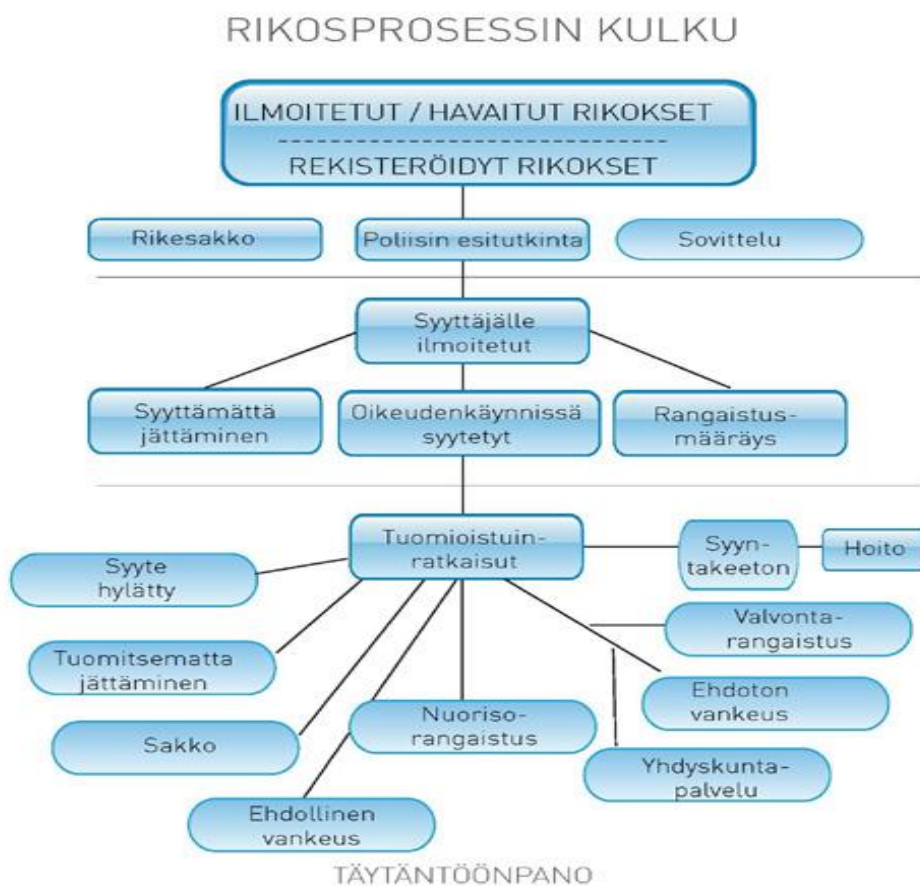 RIKOSPROSESSIN KULKU
ILMOITETUT / HAVAITUT RIKOKSET
REKISTERÖIDYT RIKOKSET
Rikesakko
Poliisin esitutkinta
Sovittelu
Syyttäjälle
ilmoitetut
Syyttämättä
jättäminen
Oikeudenkäynnissä
syytetyt
Rangaistus-
määräys
Tuomioistuin-
ratkaisut
Syyn-
takeeton
Hoito
Syyte
hylätty
Valvonta-
rangaistus
Tuomitsematta
jättäminen
Ehdoton
vankeus
Nuoriso-
rangaistus
Sakko
Yhdyskunta-
palvelu
Ehdollinen
vankeus
TÄYTÄNTÖÖNPANO